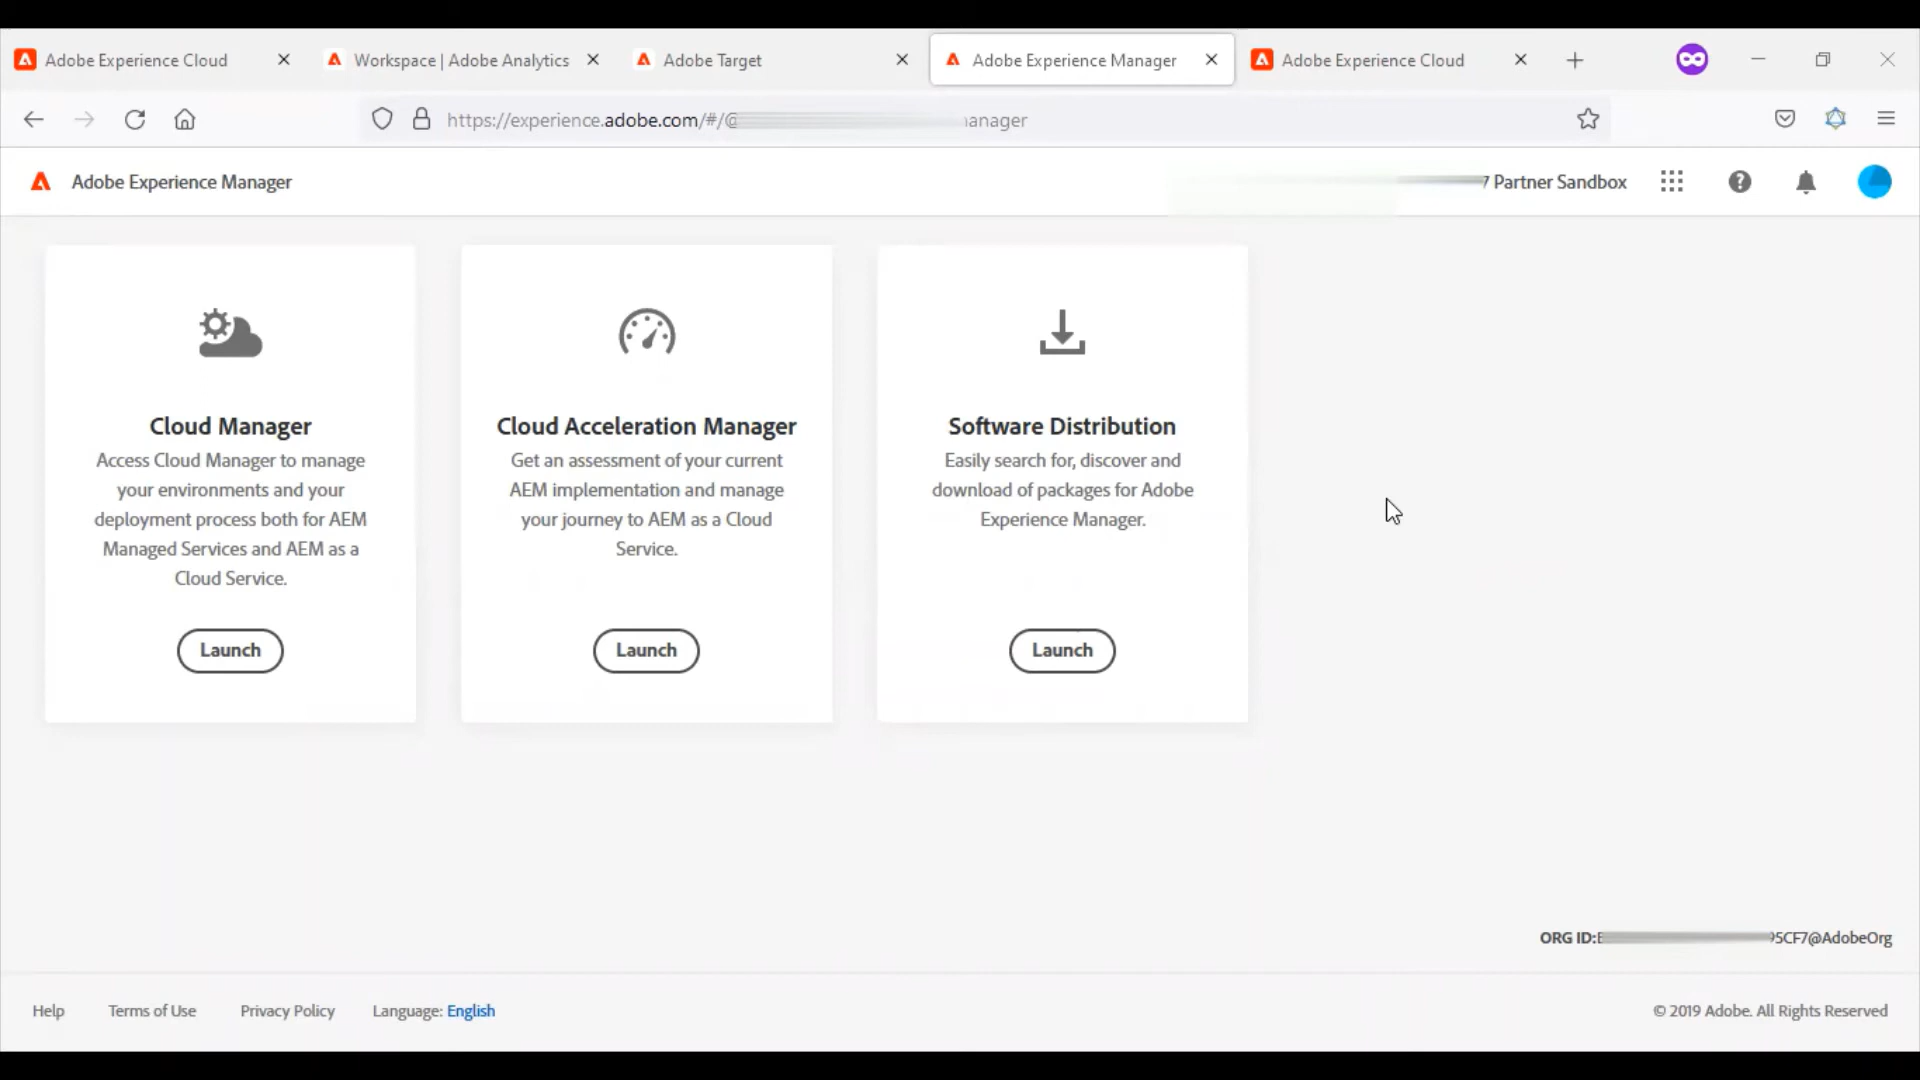 Adobe Experience Cloud
Workspace | Adobe Analytics
Adobe Target
Adobe Experience Manager
Adobe Experience Cloud
https://experience.adobe.com/#/@ anager
Adobe Experience Manager
7 Partner Sandbox
Cloud Manager
Access Cloud Manager to manage
your environments and your
deployment process both for AEM
Managed Services and AEM as a
Cloud Service.
Launch
Cloud Acceleration Manager
Get an assessment of your current
AEM implementation and manage
your journey to AEM as a Cloud
Service.
Launch
Software Distribution
Easily search for, discover and
download of packages for Adobe
Experience Manager.
Launch
ORG ID: 95CF7@AdobeOrg
Help
Terms of Use
Privacy Policy
Language: English
© 2019 Adobe. All Rights Reserved